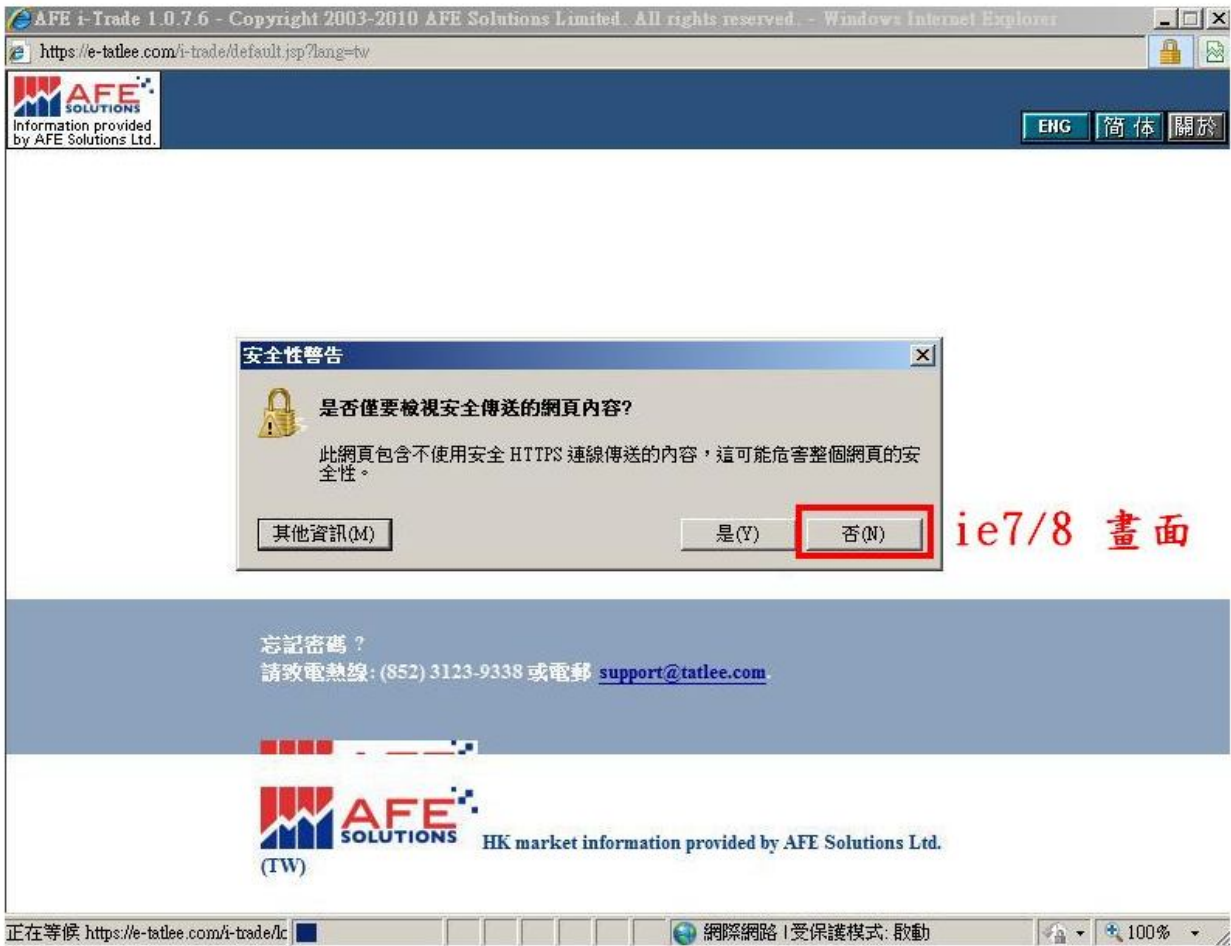 AFE i-Trade 1.0.7.6 - Copyright 2003-2010 AFE Solutions Limited. All rights reserved. - Windows Internet Explorer
https://e-tatlee.com/i-trade/default.jsp?lang=tw
AFE
SOLUTIONS
Information provided
by AFE Solutions Ltd.
ENG 简体 關於
安全性警告
是否僅要檢視安全傳送的網頁內容?
此網頁包含不使用安全 HTTPS 連線傳送的內容，這可能危害整個網頁的安
全性。
其他資訊(M) 是(Y) 否(N)
ie7/8 畫面
忘記密碼？
請致電熱線: (852) 3123-9338 或電郵 support@tatlee.com.
AFE
SOLUTIONS HK market information provided by AFE Solutions Ltd.
(TW)
正在等候 https://e-tatlee.com/i-trade/lc 網際網路 | 受保護模式: 啟動 100%